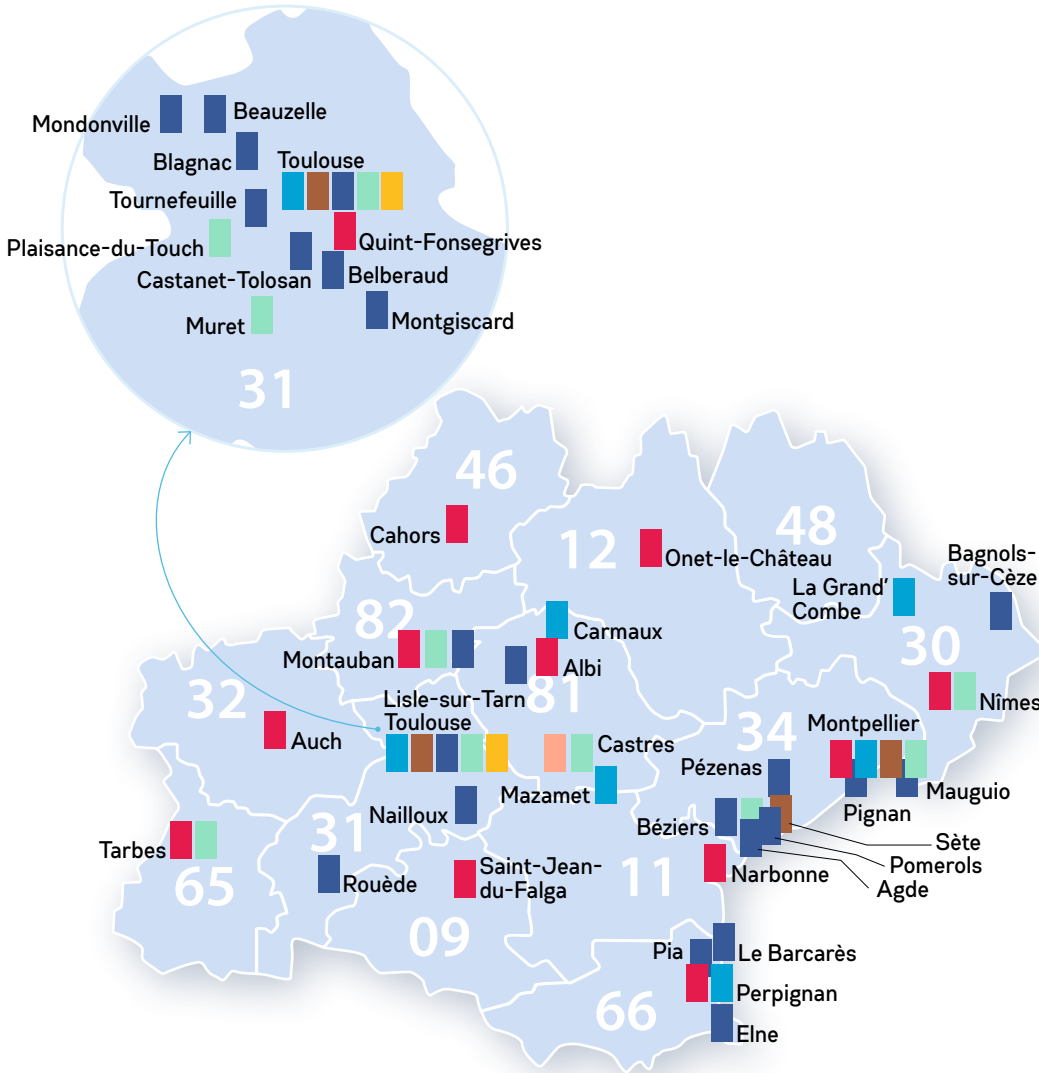 Mondonville
Beauzelle
Blagnac
Toulouse
Tournefeuille
Plaisance-du-Touch
Quint-Fonsegrives
Castanet-Tolosan
Belberaud
Muret
Montgiscard
31
46
Cahors
12
Onet-le-Château
48
La Grand'
Combe
Bagnols-
sur-Cèze
30
Nîmes
82
Montauban
Carmaux
Albi
81
Lisle-sur-Tarn
Toulouse
32
Auch
Castres
Mazamet
34
Montpellier
Pézenas
Pignan
Mauguio
Béziers
Sète
Pomerols
Agde
Nailloux
Tarbes
65
31
Rouède
Saint-Jean-
du-Falga
09
11
Narbonne
Pia
Le Barcarès
Perpignan
66
Elne